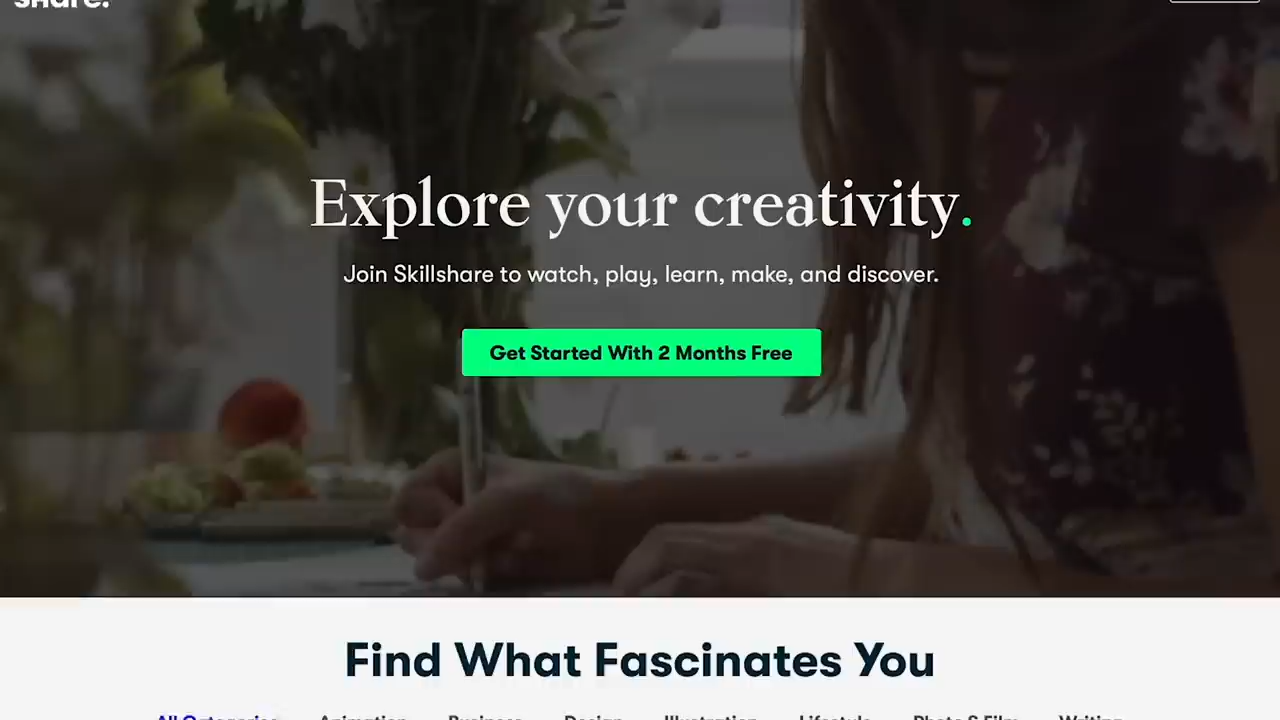 SHare.
Explore your creativity.
Join Skillshare to watch, play, learn, make, and discover.
Get Started With 2 Months Free
Find What Fascinates You
All Categories Animation Business Design Illustration Lifestyle Photo & Film Writing